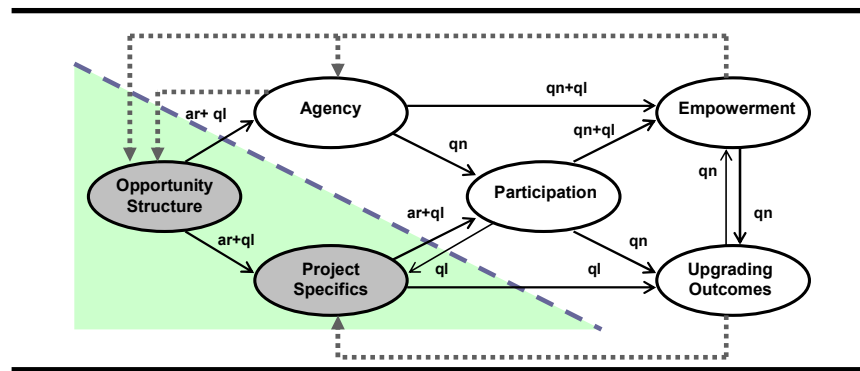 qn+ql
Agency
Empowerment
ar+ ql
qn+ql
qn
qn
Opportunity
Structure
Participation
ar+ql
qn
ar+ql
qn
Project
Specifics
ql
ql
Upgrading
Outcomes